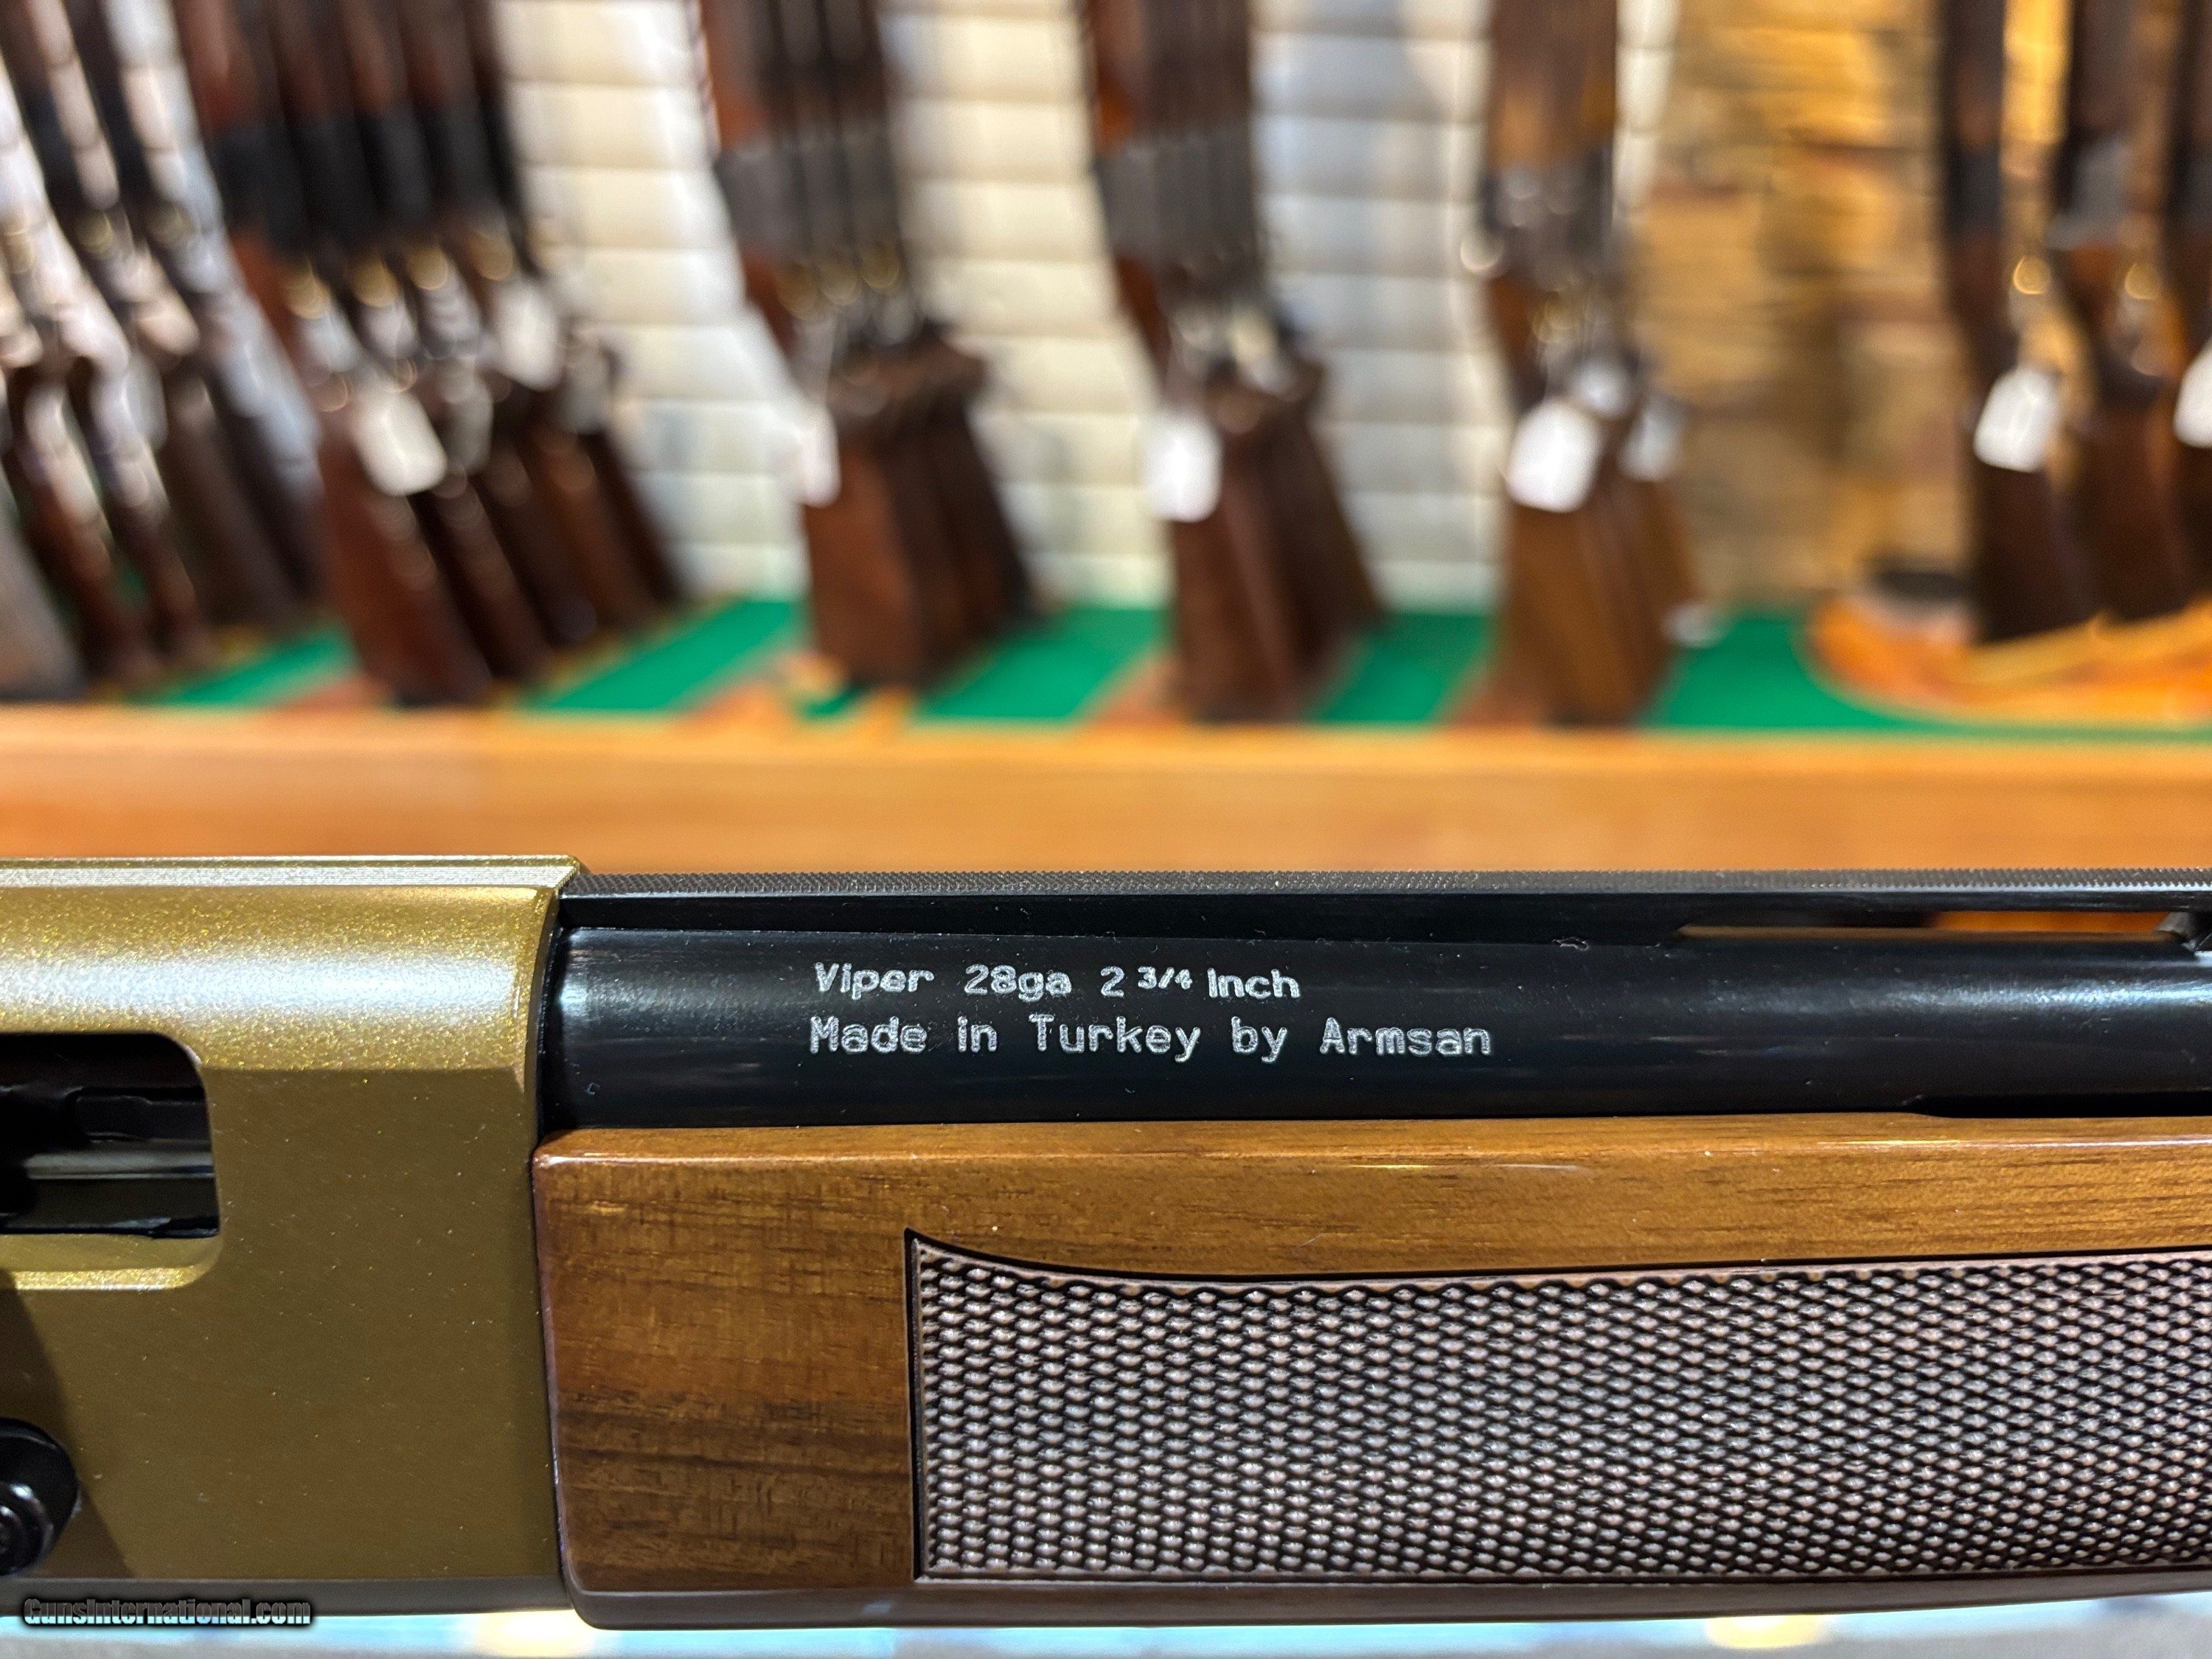 Viper 28ga 2 3/4 Inch
Made in Turkey by Armsan
GunsInternational.com